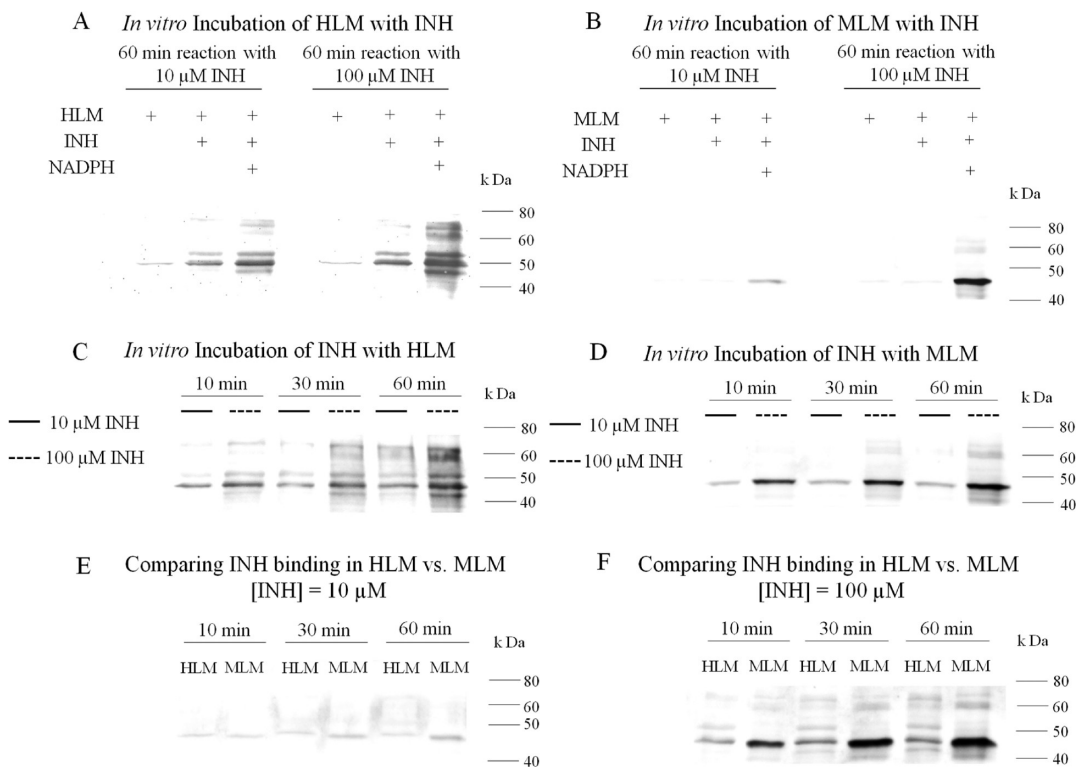 A In vitro Incubation of HLM with INH
60 min reaction with 10 µM INH
60 min reaction with 100 µM INH
HLM + + + + + +
INH + + + +
NADPH + +
k Da
80
60
50
40
B In vitro Incubation of MLM with INH
60 min reaction with 10 µM INH
60 min reaction with 100 µM INH
MLM + + + + + +
INH + + + +
NADPH + +
k Da
80
60
50
40
C In vitro Incubation of INH with HLM
10 min 30 min 60 min
10 µM INH
100 µM INH
k Da
80
60
50
40
D In vitro Incubation of INH with MLM
10 min 30 min 60 min
10 µM INH
100 µM INH
k Da
80
60
50
40
E Comparing INH binding in HLM vs. MLM
[INH] = 10 µM
10 min 30 min 60 min
HLM MLM HLM MLM HLM MLM
k Da
80
60
50
40
F Comparing INH binding in HLM vs. MLM
[INH] = 100 µM
10 min 30 min 60 min
HLM MLM HLM MLM HLM MLM
k Da
80
60
50
40